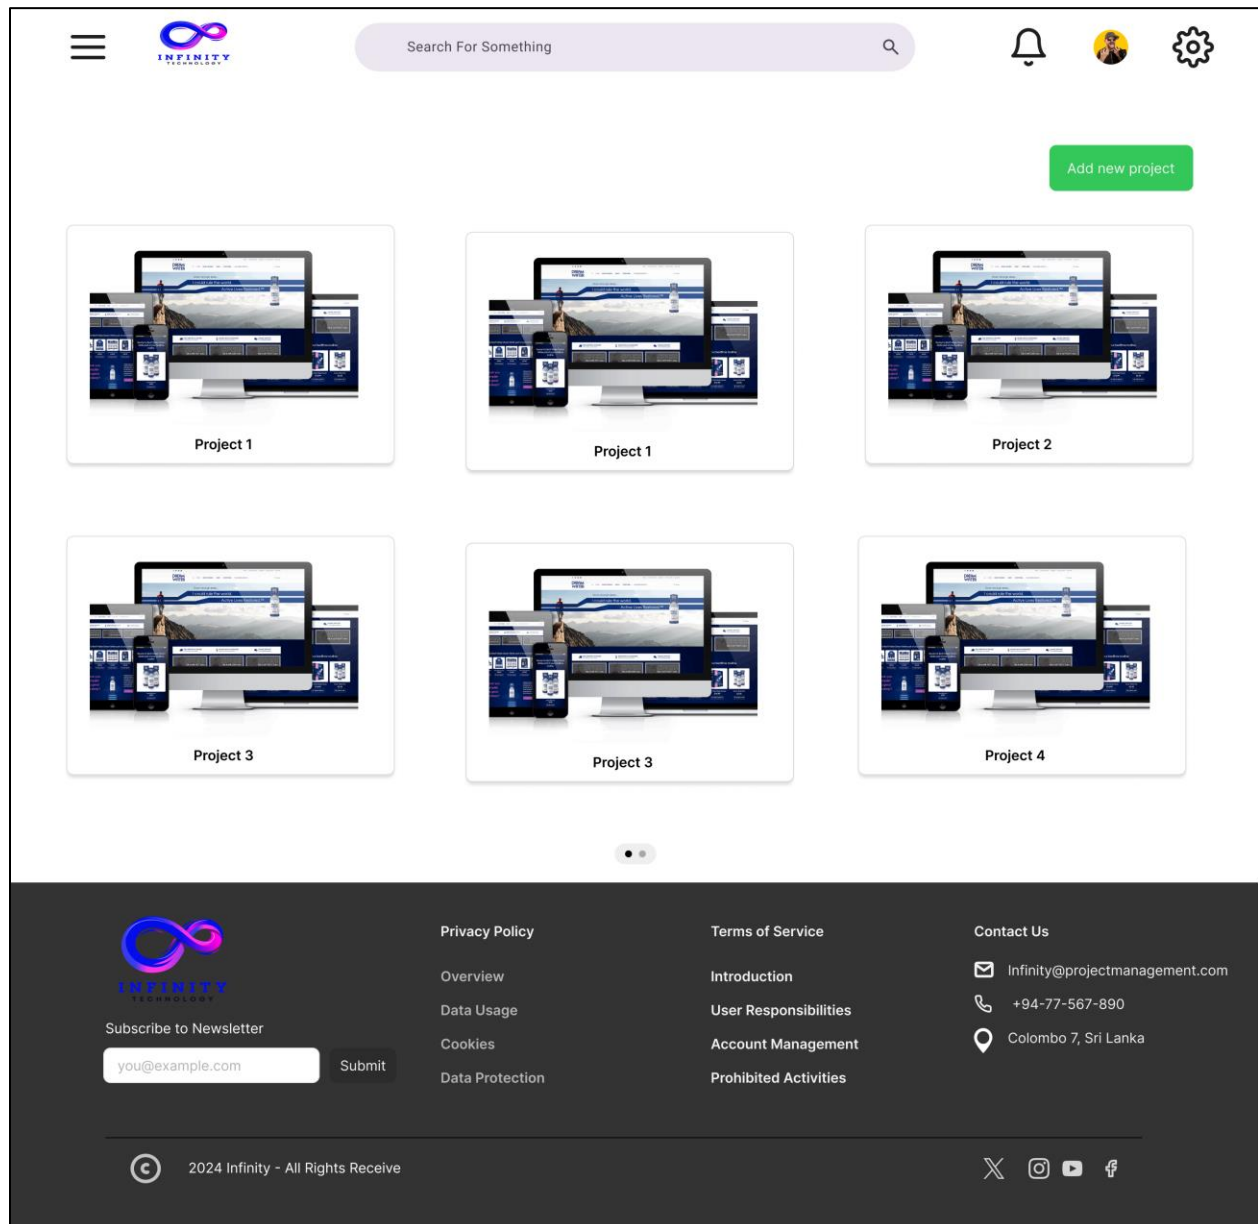 INFINITY
TECHNOLOGY
Search For Something
Add new project
Project 1
Project 1
Project 2
Project 3
Project 3
Project 4
INFINITY
TECHNOLOGY
Subscribe to Newsletter
you@example.com
Submit
Privacy Policy
Overview
Data Usage
Cookies
Data Protection
Terms of Service
Introduction
User Responsibilities
Account Management
Prohibited Activities
Contact Us
Infinity@projectmanagement.com
+94-77-567-890
Colombo 7, Sri Lanka
2024 Infinity - All Rights Receive